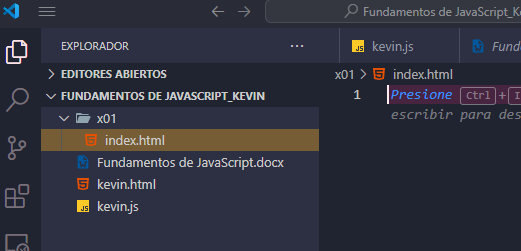 Fundamentos de JavaScript_K
EXPLORADOR
kevin.js
EDITORES ABIERTOS
FUNDAMENTOS DE JAVASCRIPT_KEVIN
x01
index.html
Fundamentos de JavaScript.docx
kevin.html
kevin.js
x01 > index.html
1 Presione Ctrl + I
escribir para des